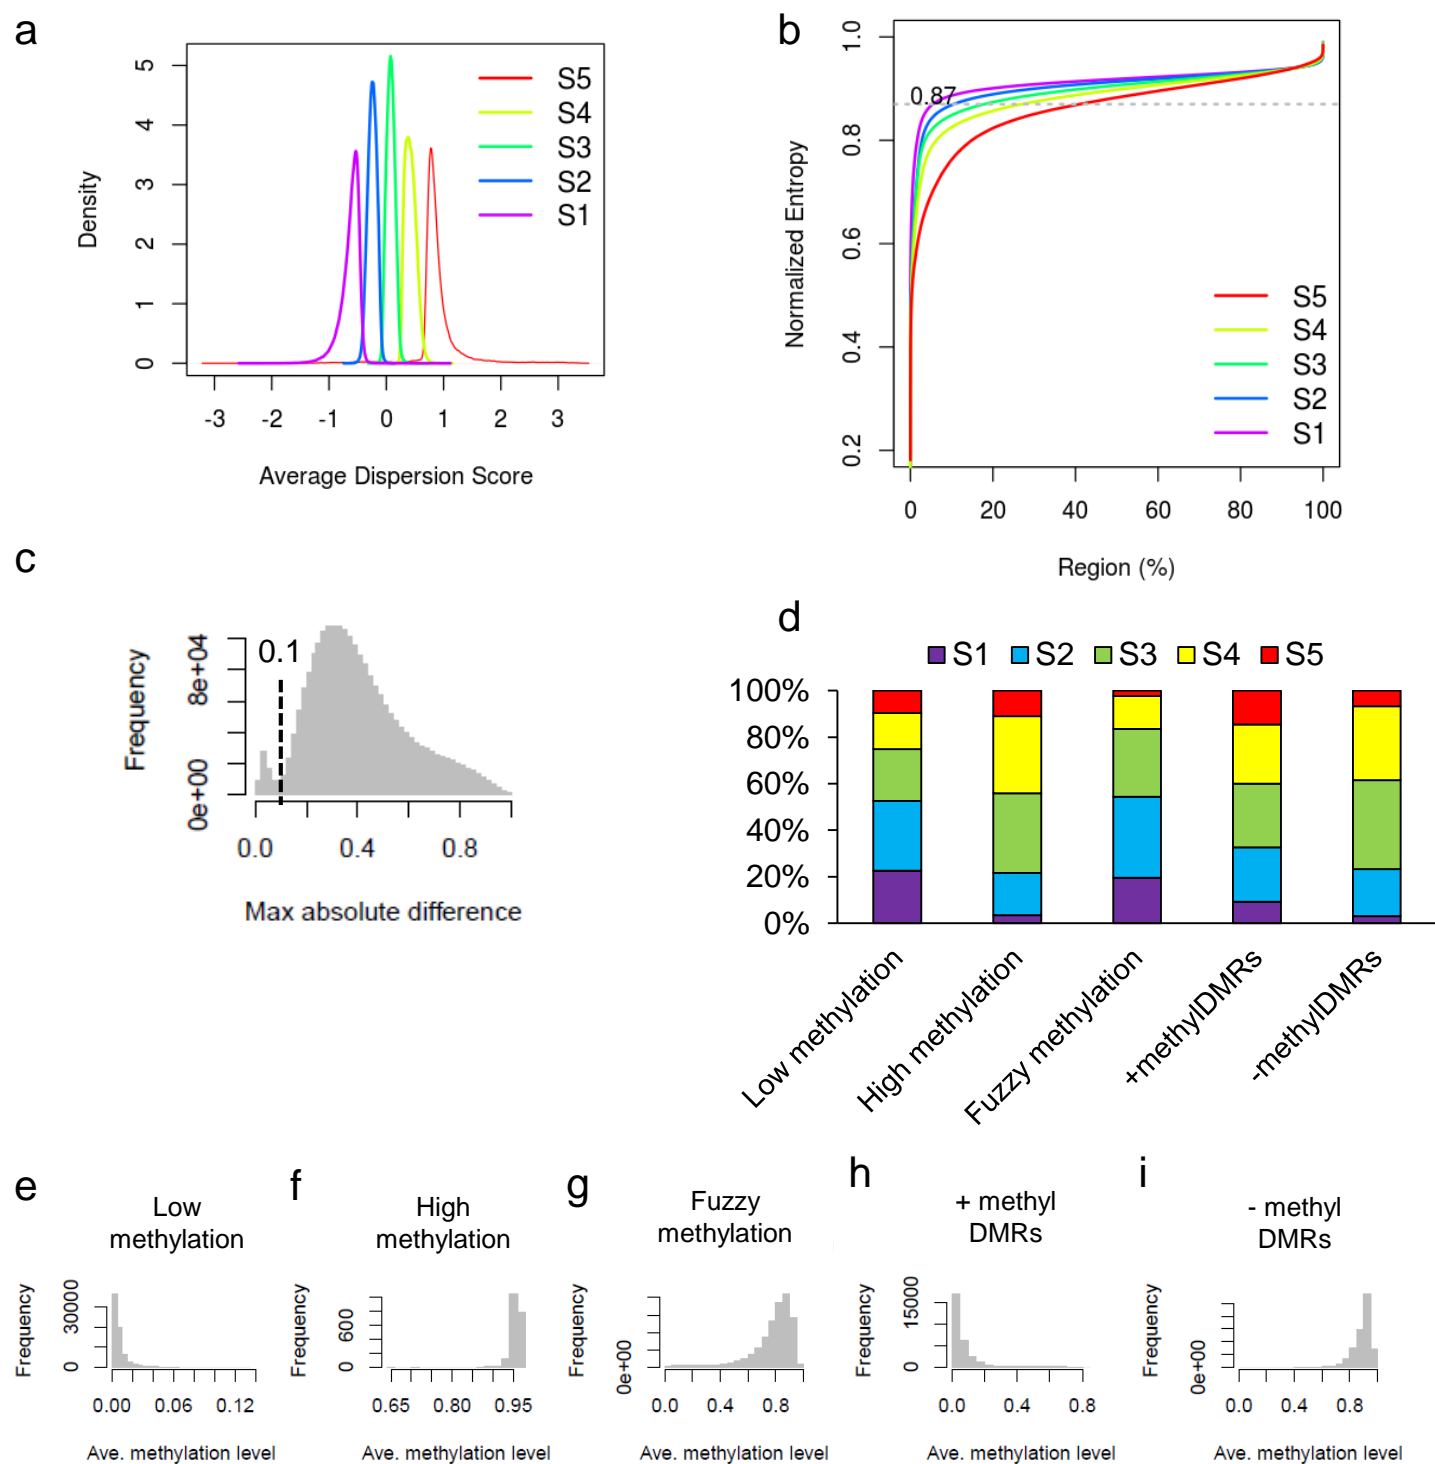 a
5
4
3
2
1
0
Density
S5
S4
S3
S2
S1
-3 -2 -1 0 1 2 3
Average Dispersion Score
b
1.0
0.8
0.6
0.4
0.2
Normalized Entropy
0.87
S5
S4
S3
S2
S1
0 20 40 60 80 100
Region (%)
c
Frequency
8e+04
0e+00
0.1
0.0 0.4 0.8
Max absolute difference
d
S1 S2 S3 S4 S5
100%
80%
60%
40%
20%
0%
Low methylation
High methylation
Fuzzy methylation
+methylDMRs
-methylDMRs
e
Low
methylation
Frequency
30000
0
0.00 0.06 0.12
Ave. methylation level
f
High
methylation
Frequency
600
0
0.65 0.80 0.95
Ave. methylation level
g
Fuzzy
methylation
Frequency
0e+00
0.0 0.4 0.8
Ave. methylation level
h
+ methyl
DMRs
Frequency
15000
0
0.0 0.4 0.8
Ave. methylation level
i
- methyl
DMRs
Frequency
0e+00
0.0 0.4 0.8
Ave. methylation level